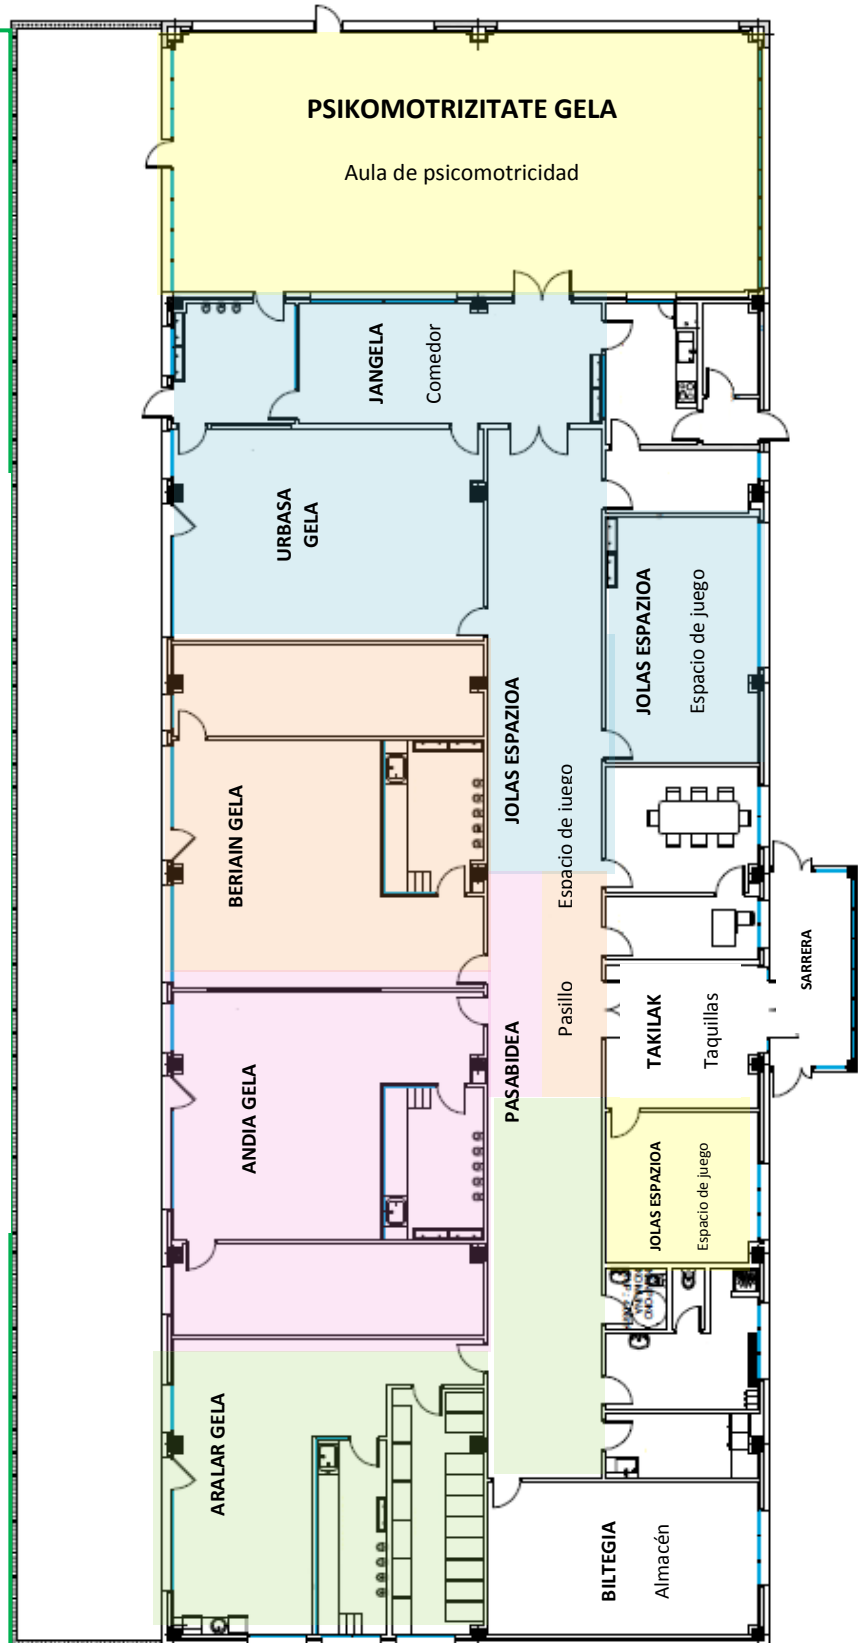 PSIKOMOTRIZITATE GELA
Aula de psicomotricidad
JANGELA
Comedor
URBASA
GELA
JOLAS ESPAZIOA
Espacio de juego
JOLAS ESPAZIOA
Espacio de juego
BERIAIN GELA
SARRERA
TAKILAK
Taquillas
PASABIDEA
Pasillo
ANDIA GELA
JOLAS ESPAZIOA
Espacio de juego
ARALAR GELA
BILTEGIA
Almacén